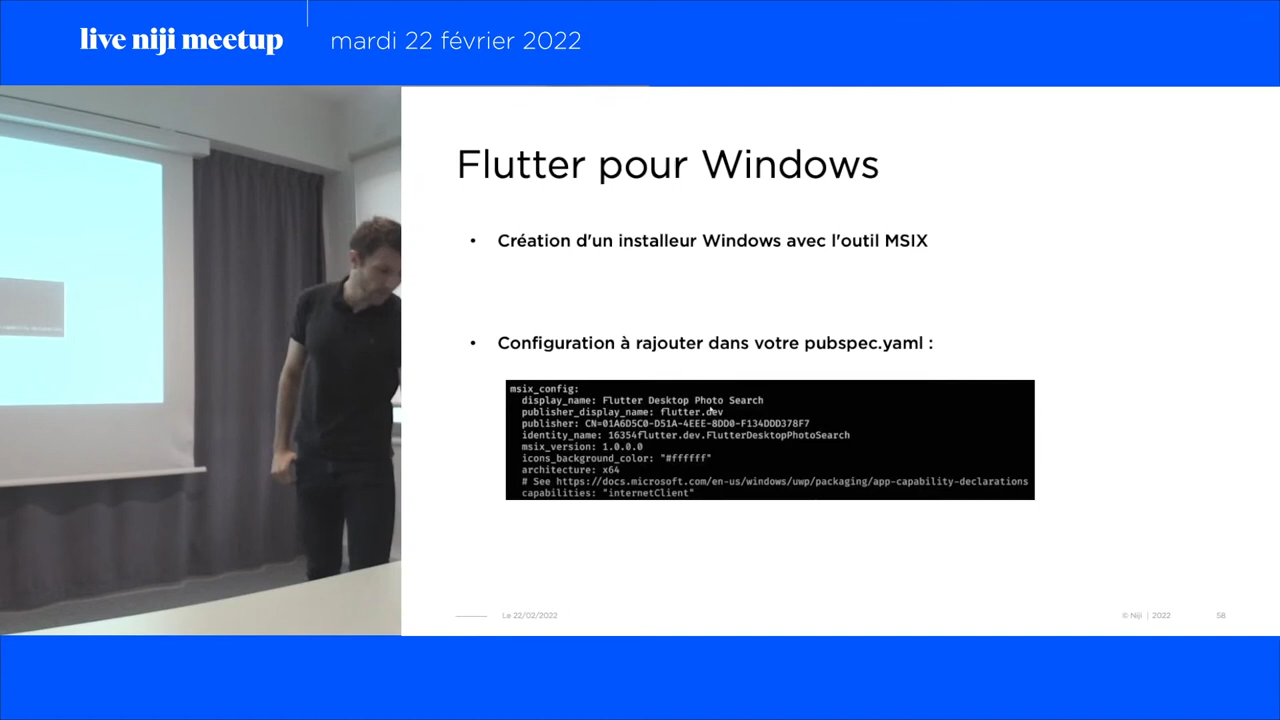 live niji meetup
mardi 22 février 2022
Flutter pour Windows
• Création d'un installeur Windows avec l'outil MSIX
• Configuration à rajouter dans votre pubspec.yaml :
msix_config:
display_name: Flutter Desktop Photo Search
publisher_display_name: flutter.dev
publisher: CN=01A6D5C0-D51A-4EEE-8DD0-F134DDD378F7
identity_name: 16354flutter.dev.FlutterDesktopPhotoSearch
msix_version: 1.0.0.0
icons_background_color: "#ffffff"
architecture: x64
# See https://docs.microsoft.com/en-us/windows/uwp/packaging/app-capability-declarations
capabilities: "internetClient"
Le 22/02/2022
© Niji | 2022
58